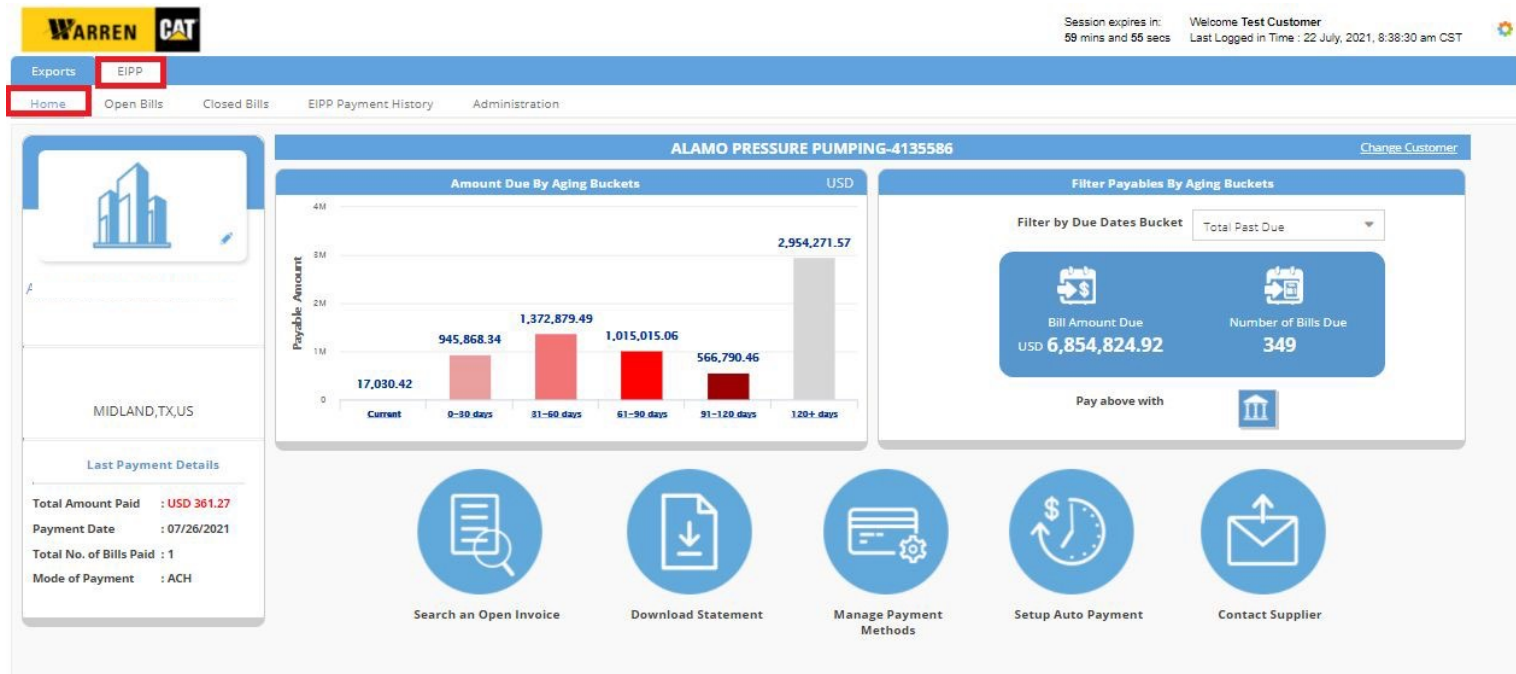 WARREN CAT
Session expires in:
59 mins and 55 secs
Welcome Test Customer
Last Logged in Time : 22 July, 2021, 8:38:30 am CST
Exports EIPP
Home Open Bills Closed Bills EIPP Payment History Administration
ALAMO PRESSURE PUMPING-4135586 Change Customer
MIDLAND,TX,US
Last Payment Details
Total Amount Paid : USD 361.27
Payment Date : 07/26/2021
Total No. of Bills Paid : 1
Mode of Payment : ACH
Amount Due By Aging Buckets USD
Payable Amount
4M
3M
2M
1M
0
17,030.42
945,868.34
1,372,879.49
1,015,015.06
566,790.46
2,954,271.57
Current 0-30 days 31-60 days 61-90 days 91-120 days 120+ days
Filter Payables By Aging Buckets
Filter by Due Dates Bucket Total Past Due
Bill Amount Due
USD 6,854,824.92
Number of Bills Due
349
Pay above with
Search an Open Invoice
Download Statement
Manage Payment
Methods
Setup Auto Payment
Contact Supplier